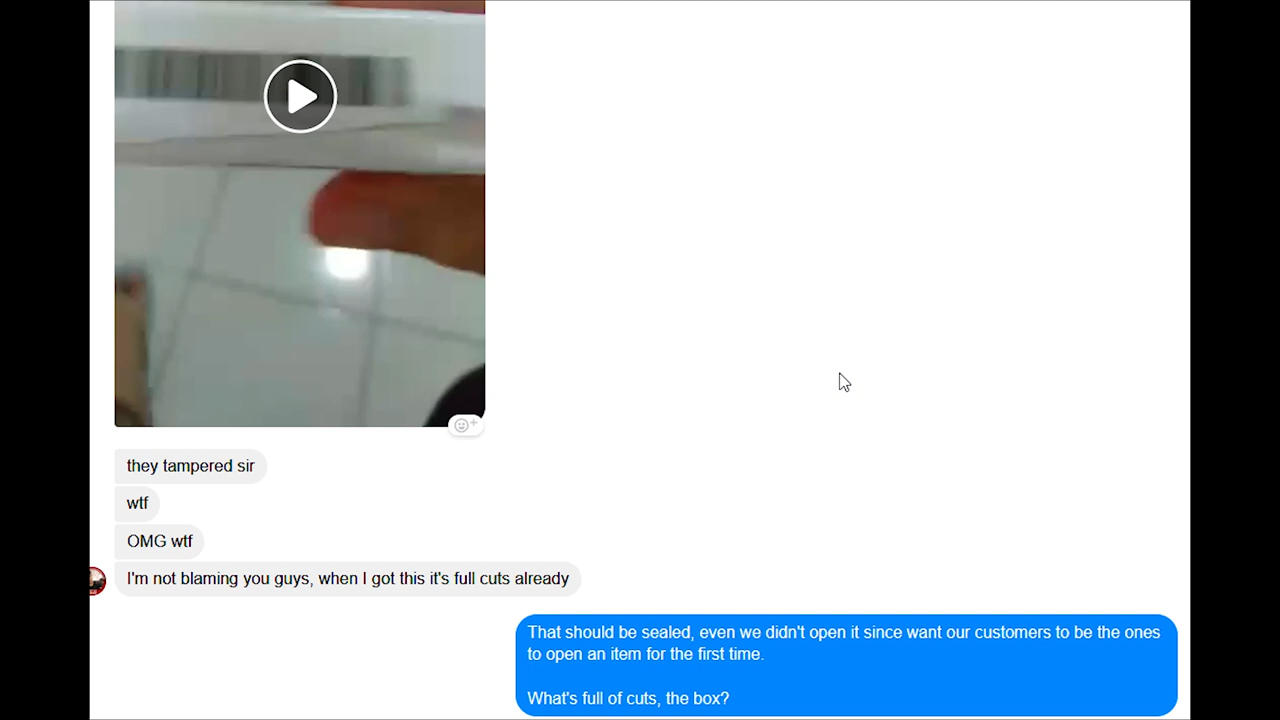 they tampered sir
wtf
OMG wtf
I'm not blaming you guys, when I got this it's full cuts already
That should be sealed, even we didn't open it since want our customers to be the ones
to open an item for the first time.
What's full of cuts, the box?